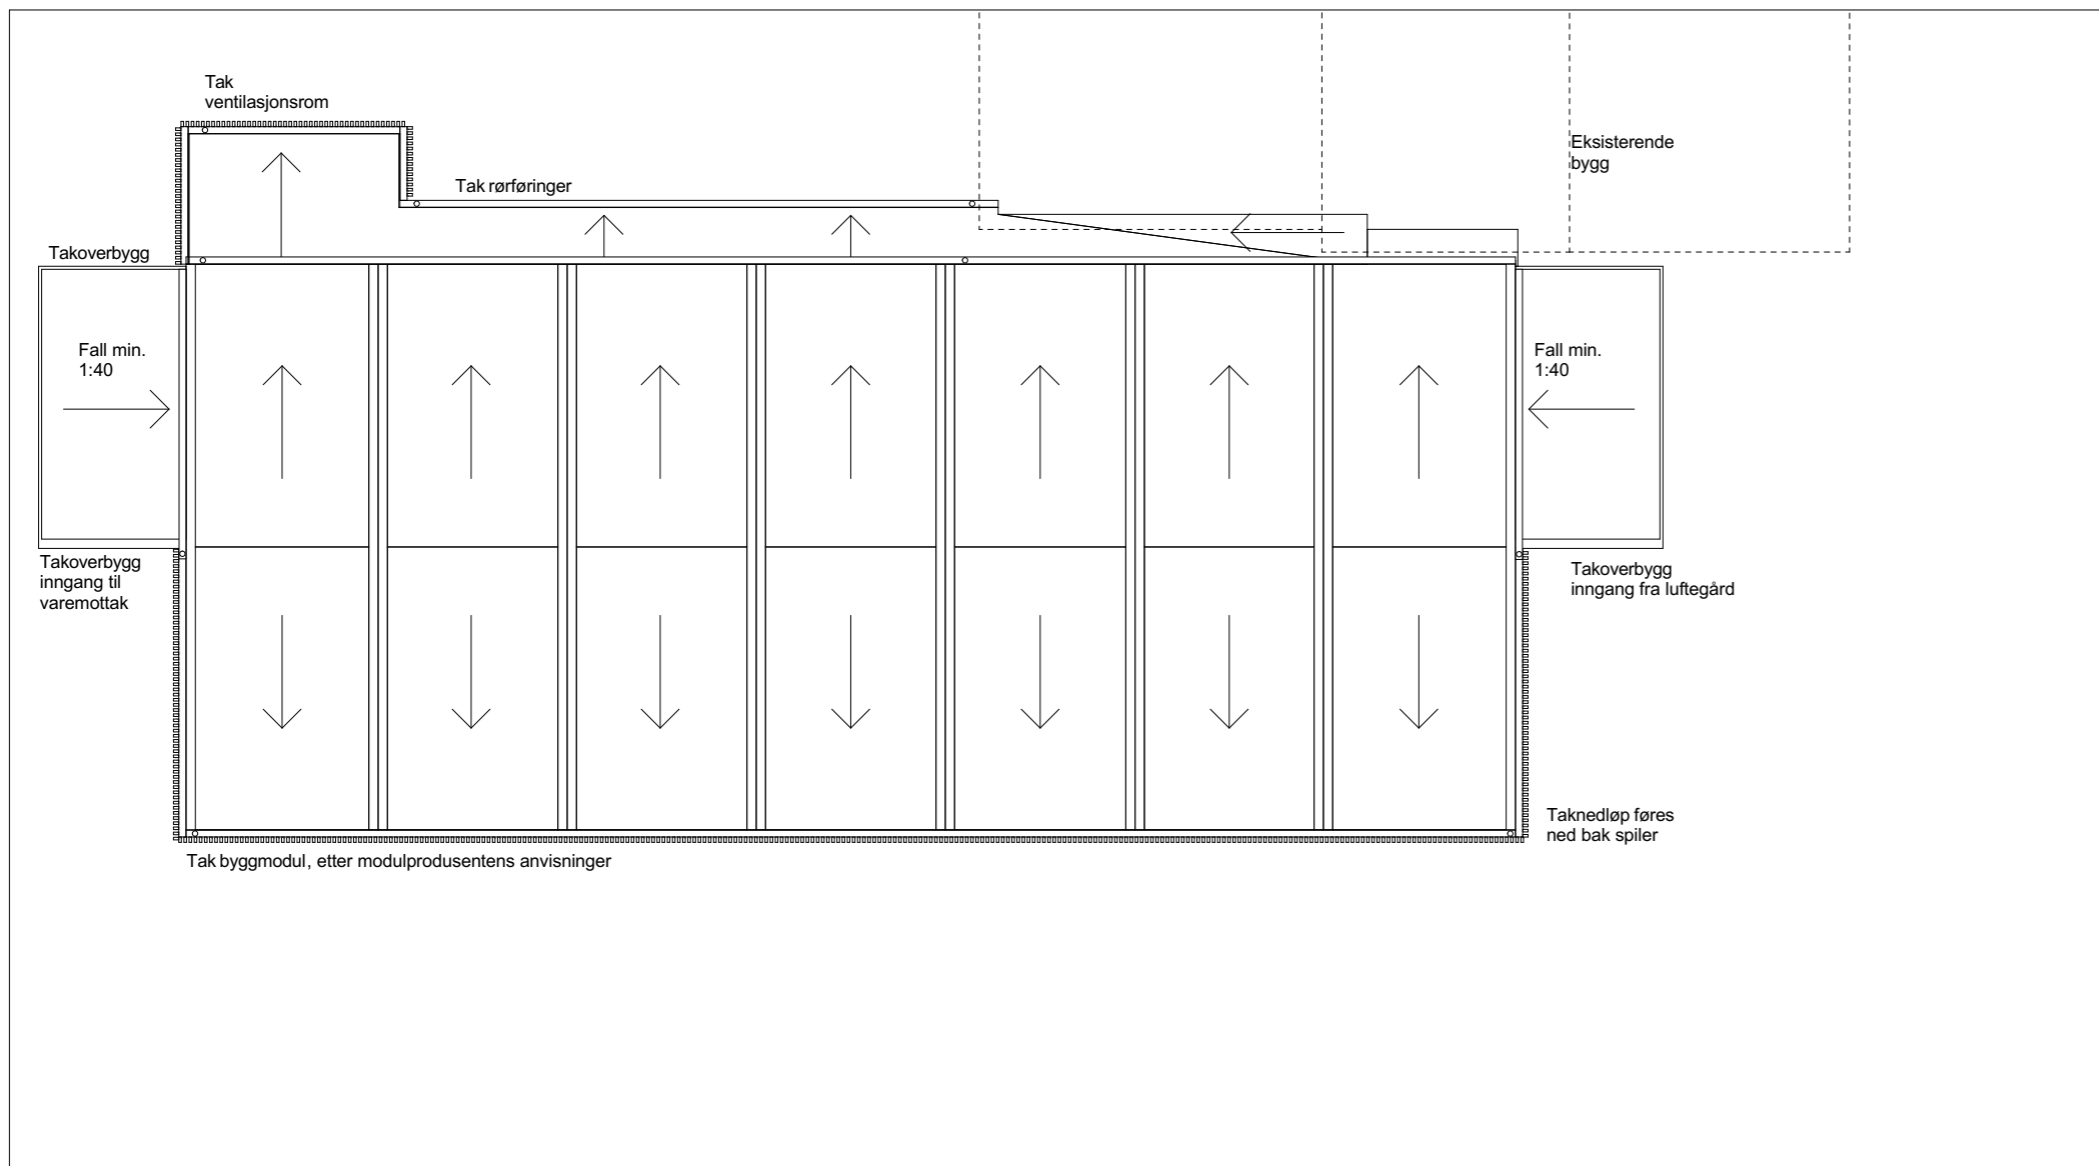 Tak
ventilasjonsrom
Eksisterende
bygg
Tak rørføringer
Takoverbygg
Fall min.
1:40
Fall min.
1:40
Takoverbygg
inngang til
varemottak
Takoverbygg
inngang fra luftegård
Taknedløp føres
ned bak spiler
Tak byggmodul, etter modulprodusentens anvisninger